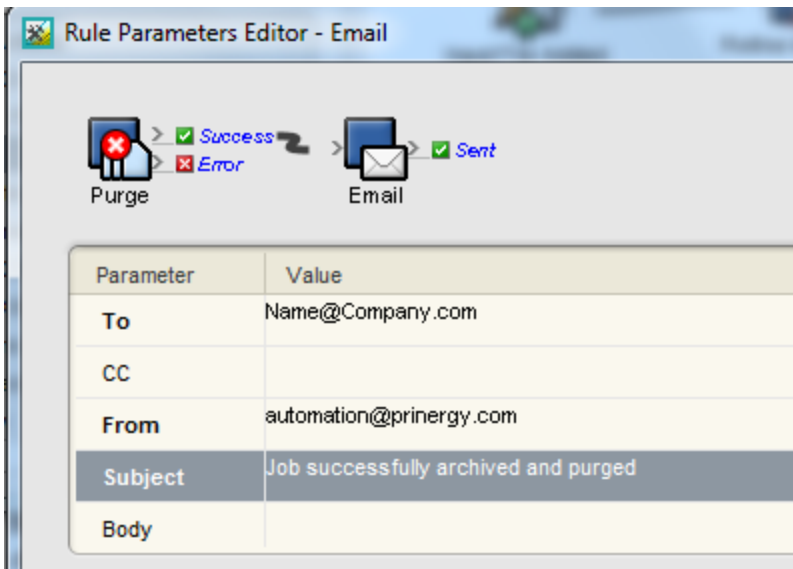 Rule Parameters Editor - Email
Success
Error
Sent
Purge
Email
Parameter Value
To Name@Company.com
CC
From automation@prinergy.com
Subject Job successfully archived and purged
Body